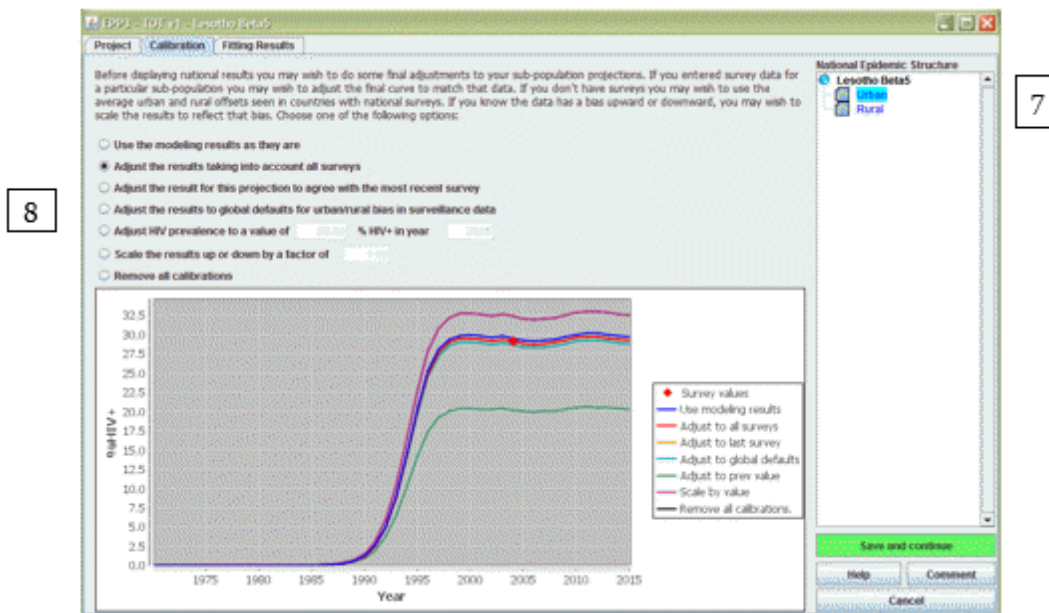 EPP3 - TOT v1 - Lesotho Beta5
Project Calibration Fitting Results
Before displaying national results you may wish to do some final adjustments to your sub-population projections. If you entered survey data for
a particular sub-population you may wish to adjust the final curve to match that data. If you don't have surveys you may wish to use the
average urban and rural offsets seen in countries with national surveys. If you know the data has a bias upward or downward, you may wish to
scale the results to reflect that bias. Choose one of the following options:
Use the modeling results as they are
Adjust the results taking into account all surveys
Adjust the result for this projection to agree with the most recent survey
Adjust the results to global defaults for urban/rural bias in surveillance data
Adjust HIV prevalence to a value of % HIV+ in year
Scale the results up or down by a factor of
Remove all calibrations
National Epidemic Structure
Lesotho Beta5
Urban
Rural
7
8
%HIV+
32.5
30.0
27.5
25.0
22.5
20.0
17.5
15.0
12.5
10.0
7.5
5.0
2.5
0.0
1975 1980 1985 1990 1995 2000 2005 2010 2015
Year
Survey values
Use modeling results
Adjust to all surveys
Adjust to last survey
Adjust to global defaults
Adjust to prev value
Scale by value
Remove all calibrations.
Save and continue
Help Comment
Cancel